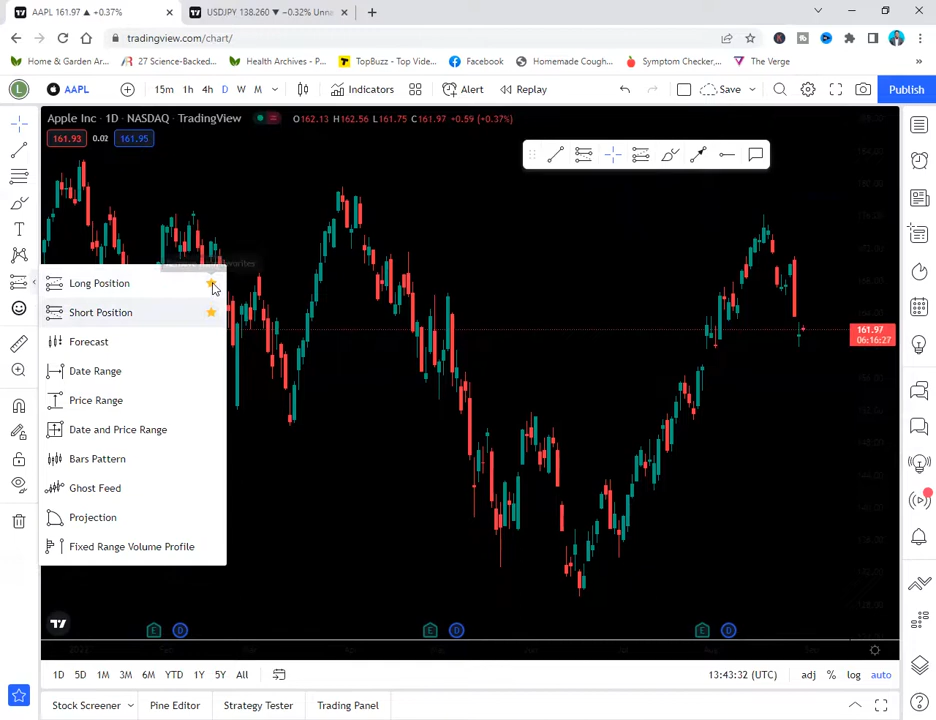 AAPL 161.97 ▲ +0.37%
USDJPY 138.260 ▼ −0.32% Unna
tradingview.com/chart/
Home & Garden Ar...
27 Science-Backed...
Health Archives - P...
TopBuzz - Top Vide...
Facebook
Homemade Cough...
Symptom Checker,...
The Verge
L
AAPL
15m
1h
4h
D
W
M
Indicators
Alert
Replay
Save
Publish
Apple Inc · 1D · NASDAQ · TradingView
O162.13 H162.56 L161.75 C161.97 +0.59 (+0.37%)
161.93
0.02
161.95
Long Position
Short Position
Forecast
Date Range
Price Range
Date and Price Range
Bars Pattern
Ghost Feed
Projection
Fixed Range Volume Profile
161.97
06:16:27
E
D
E
D
E
D
1D
5D
1M
3M
6M
YTD
1Y
5Y
All
13:43:32 (UTC)
adj
%
log
auto
Stock Screener
Pine Editor
Strategy Tester
Trading Panel